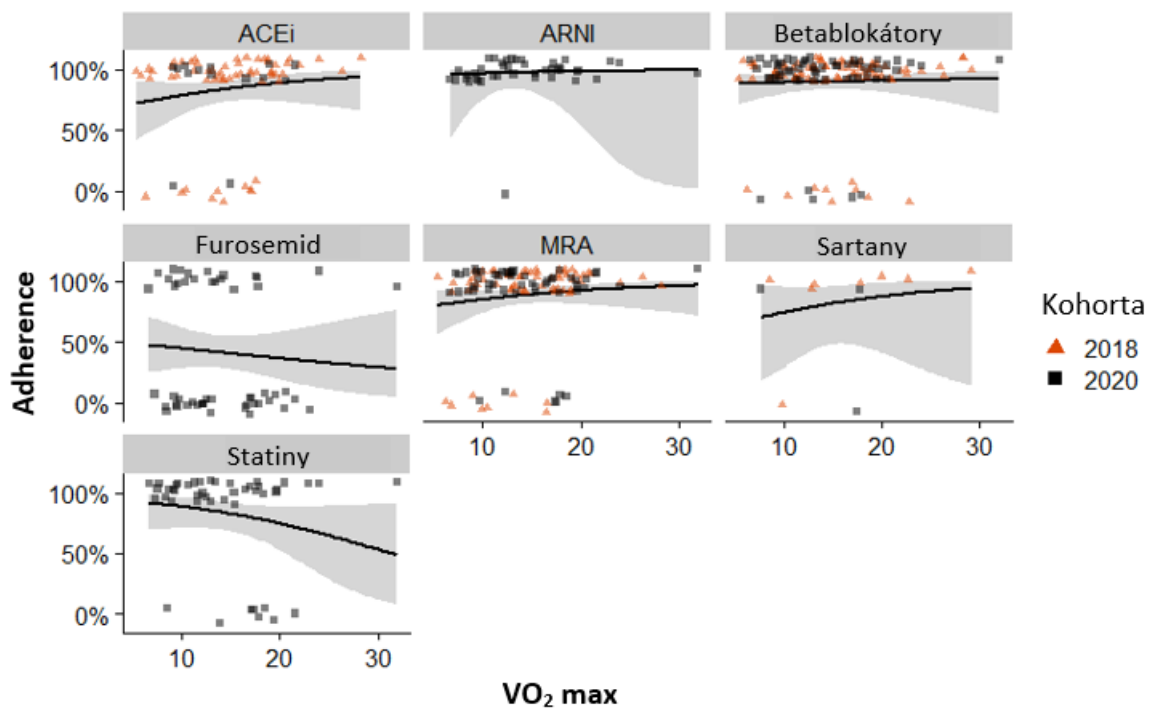 ACEi
ARNI
Betablokátory
100%
50%
0%
Furosemid
MRA
Sartany
100%
50%
0%
10
20
30
10
20
30
Statiny
100%
50%
0%
10
20
30
Adherence
VO₂ max
Kohorta
2018
2020